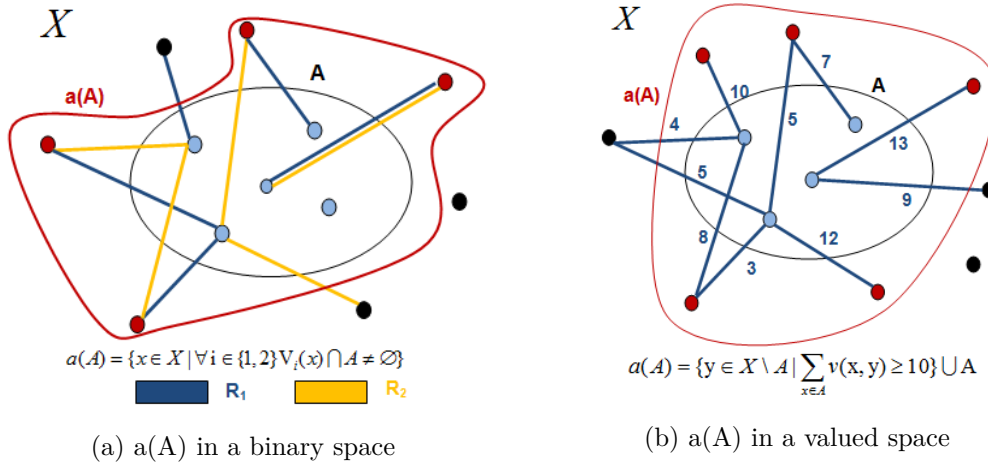 X
A
a(A)
a(A) = {x ∈ X | ∀ i ∈ {1, 2} V_i(x) ⋂ A ≠ ∅}
R₁ R₂
(a) a(A) in a binary space
X
7
A
a(A)
10
4
5
13
5
9
8
12
3
a(A) = {y ∈ X \ A | ∑_{x∈A} v(x, y) ≥ 10} ⋃ A
(b) a(A) in a valued space